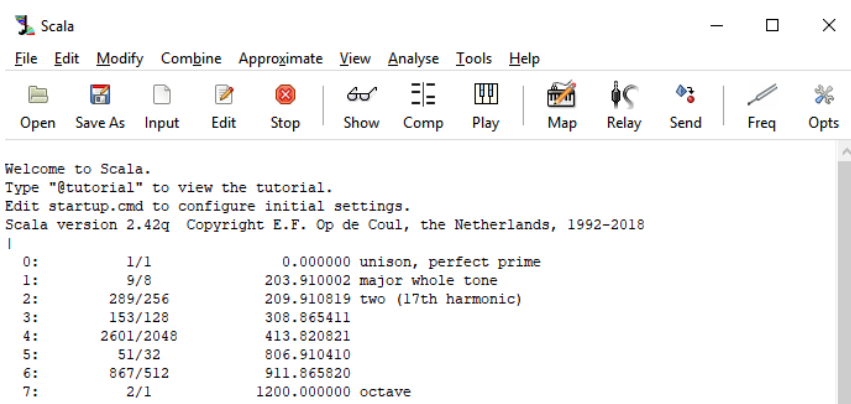 Scala
File Edit Modify Combine Approximate View Analyse Tools Help
Open Save As Input Edit Stop Show Comp Play Map Relay Send Freq Opts
Welcome to Scala.
Type "@tutorial" to view the tutorial.
Edit startup.cmd to configure initial settings.
Scala version 2.42q Copyright E.F. Op de Coul, the Netherlands, 1992-2018
|
0: 1/1 0.000000 unison, perfect prime
1: 9/8 203.910002 major whole tone
2: 289/256 209.910819 two (17th harmonic)
3: 153/128 308.865411
4: 2601/2048 413.820821
5: 51/32 806.910410
6: 867/512 911.865820
7: 2/1 1200.000000 octave